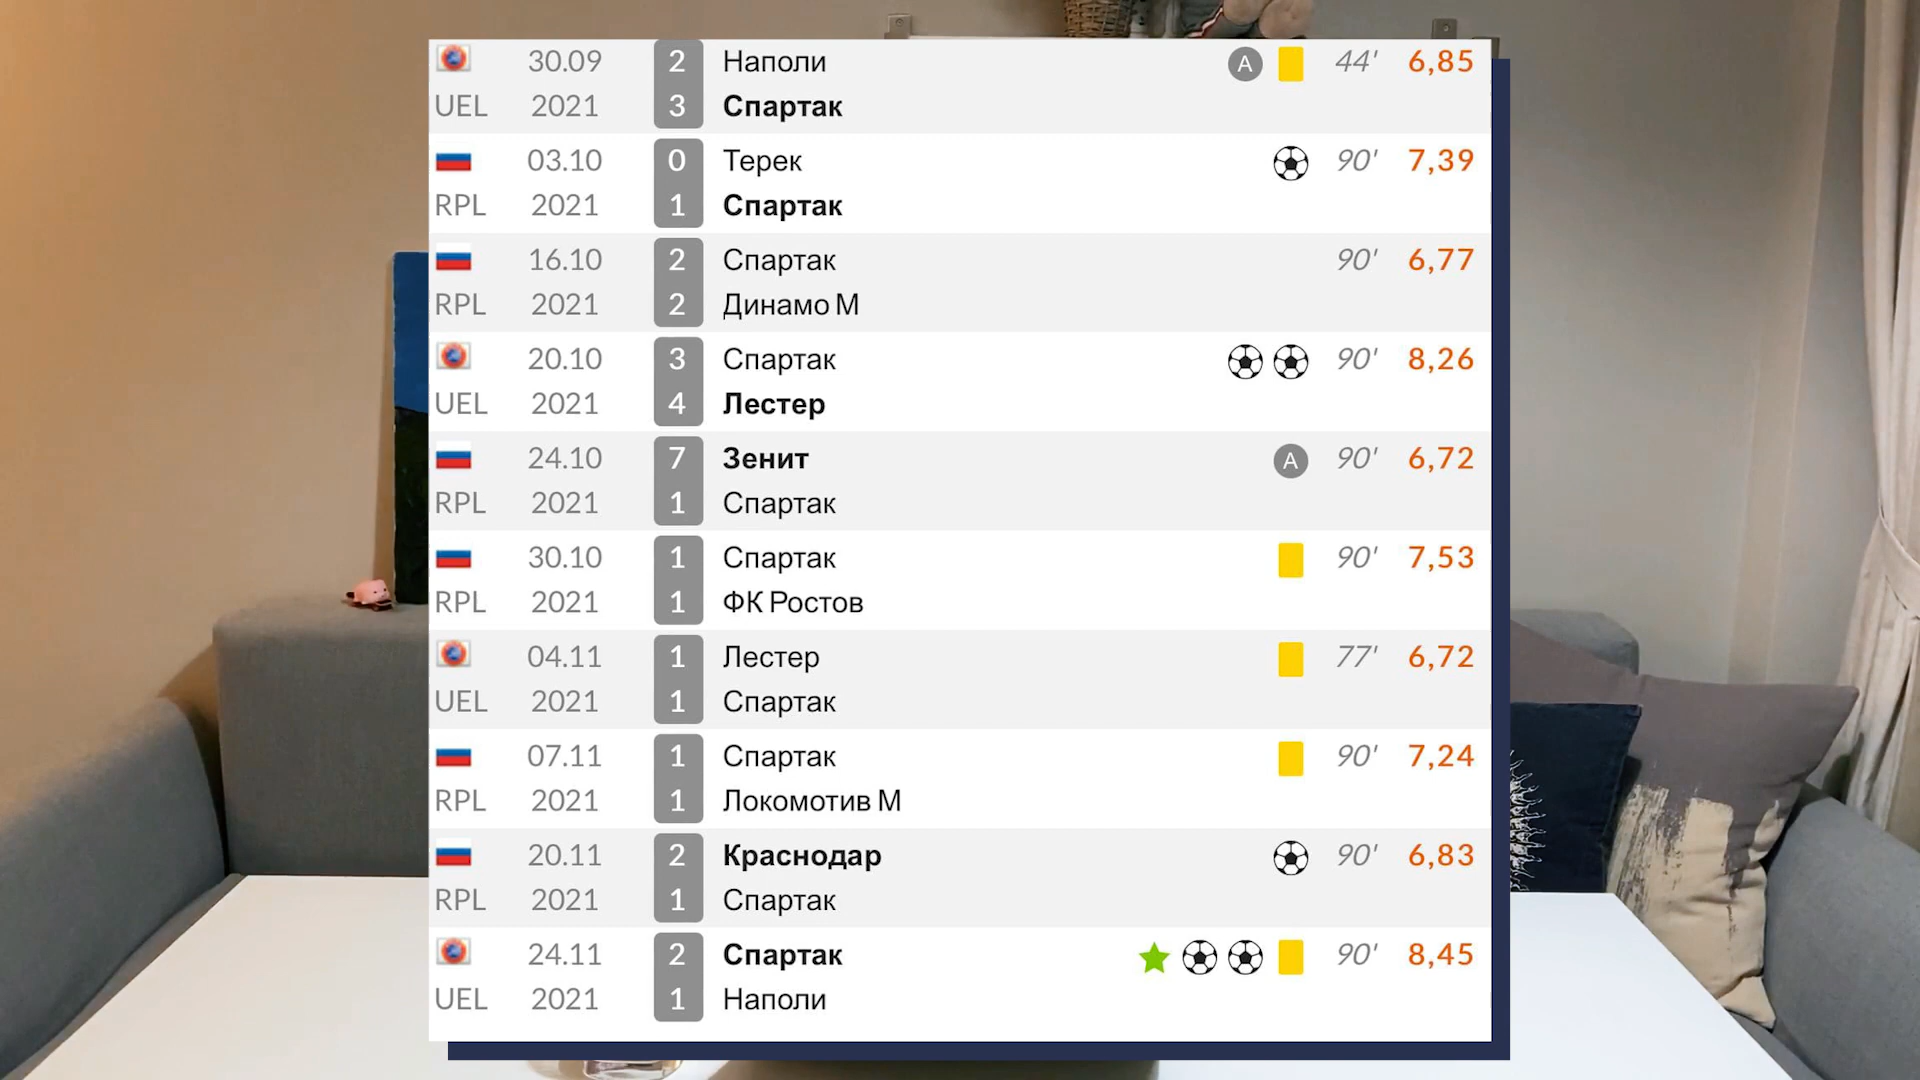 30.09 2 Наполи A 44' 6,85
UEL 2021 3 Спартак
03.10 0 Терек 90' 7,39
RPL 2021 1 Спартак
16.10 2 Спартак 90' 6,77
RPL 2021 2 Динамо М
20.10 3 Спартак 90' 8,26
UEL 2021 4 Лестер
24.10 7 Зенит A 90' 6,72
RPL 2021 1 Спартак
30.10 1 Спартак 90' 7,53
RPL 2021 1 ФК Ростов
04.11 1 Лестер 77' 6,72
UEL 2021 1 Спартак
07.11 1 Спартак 90' 7,24
RPL 2021 1 Локомотив М
20.11 2 Краснодар 90' 6,83
RPL 2021 1 Спартак
24.11 2 Спартак 90' 8,45
UEL 2021 1 Наполи